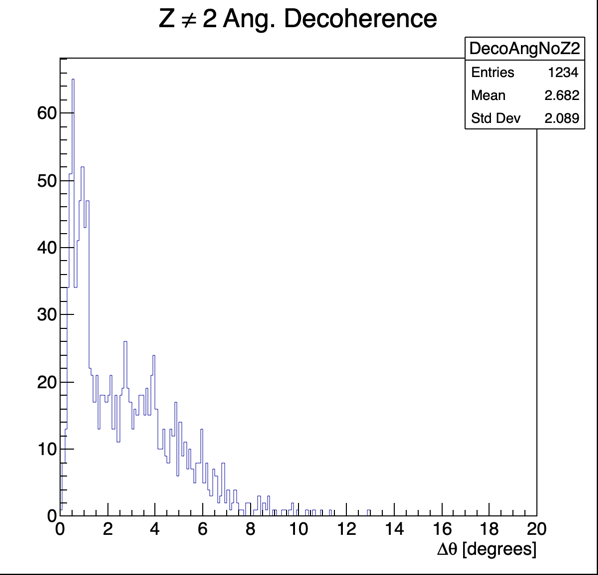 Z ≠ 2 Ang. Decoherence
DecoAngNoZ2
Entries 1234
Mean 2.682
Std Dev 2.089
60
50
40
30
20
10
0
0 2 4 6 8 10 12 14 16 18 20
Δθ [degrees]